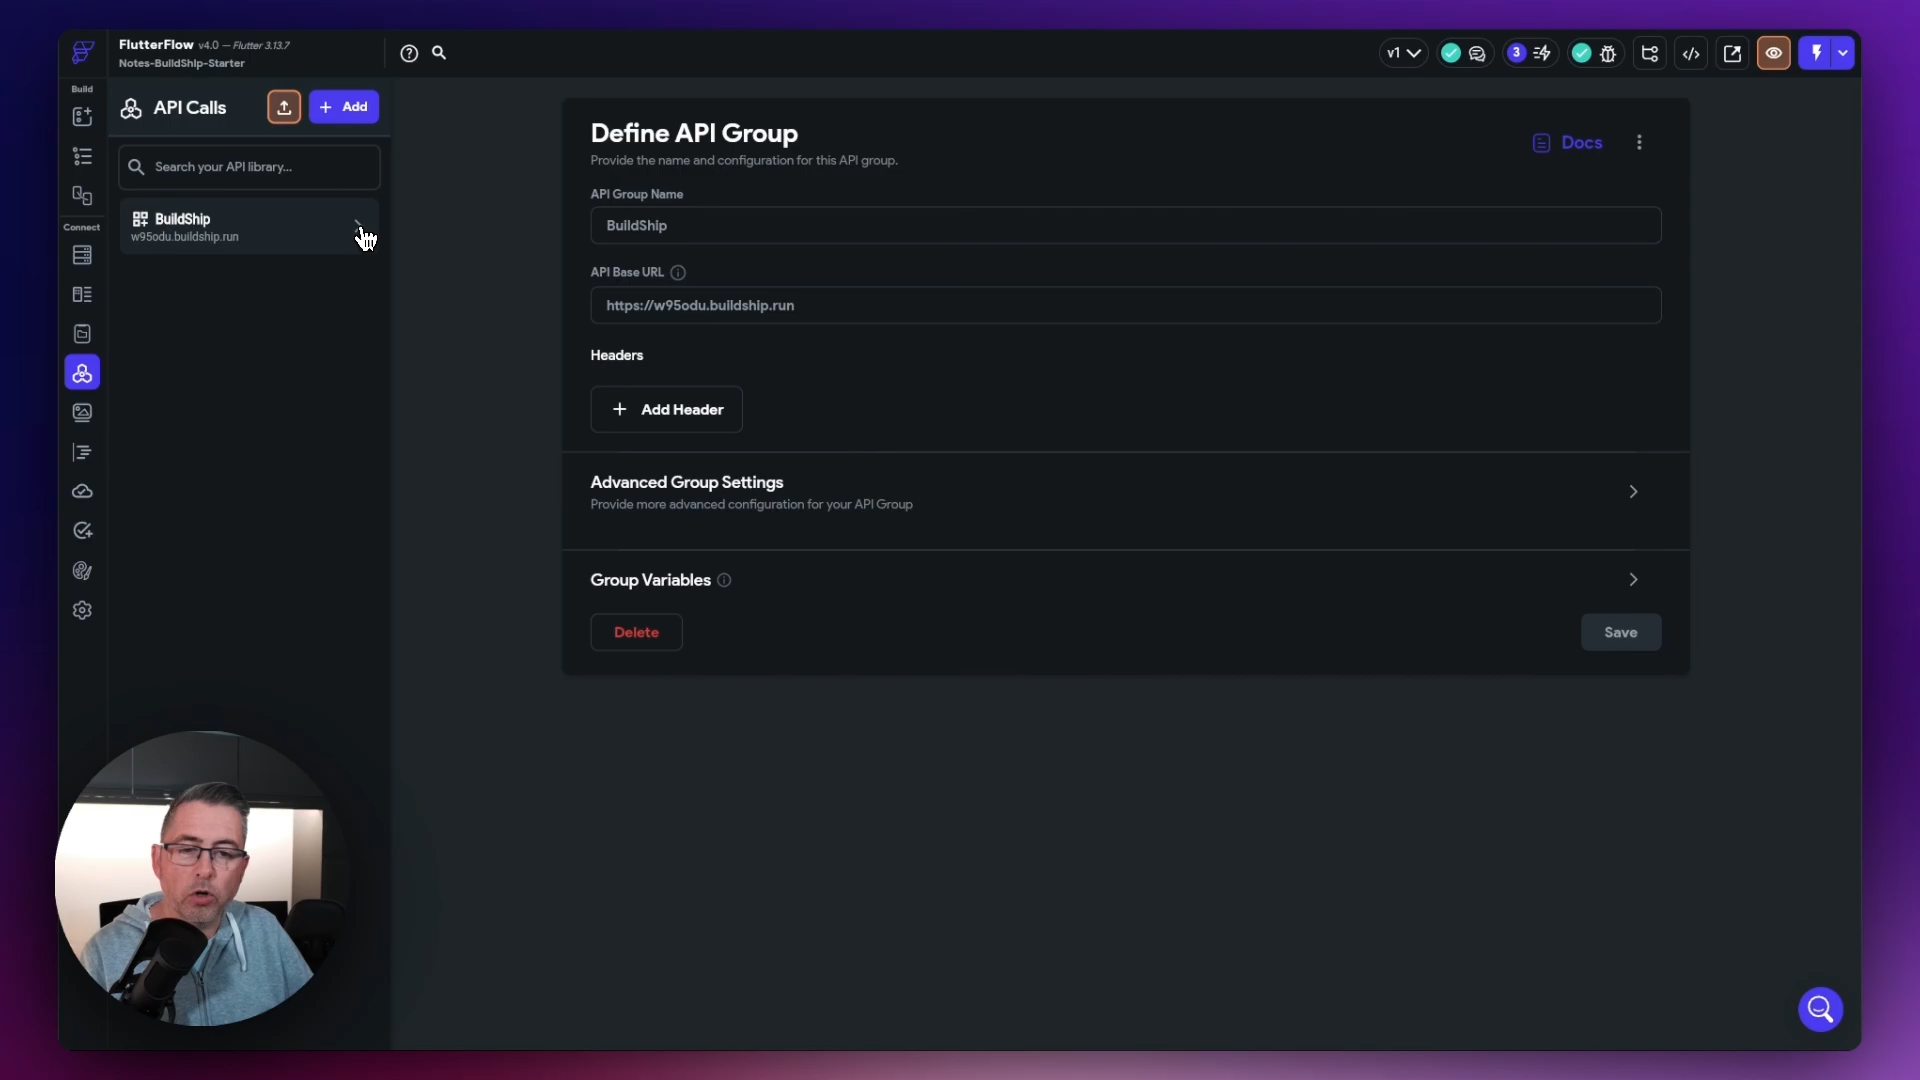 FlutterFlow v4.0 — Flutter 3.13.7
Notes-BuildShip-Starter
v1
3
Build
API Calls
+ Add
Search your API library...
BuildShip
w95odu.buildship.run
Connect
Define API Group
Provide the name and configuration for this API group.
Docs
API Group Name
BuildShip
API Base URL
https://w95odu.buildship.run
Headers
+ Add Header
Advanced Group Settings
Provide more advanced configuration for your API Group
Group Variables
Delete
Save